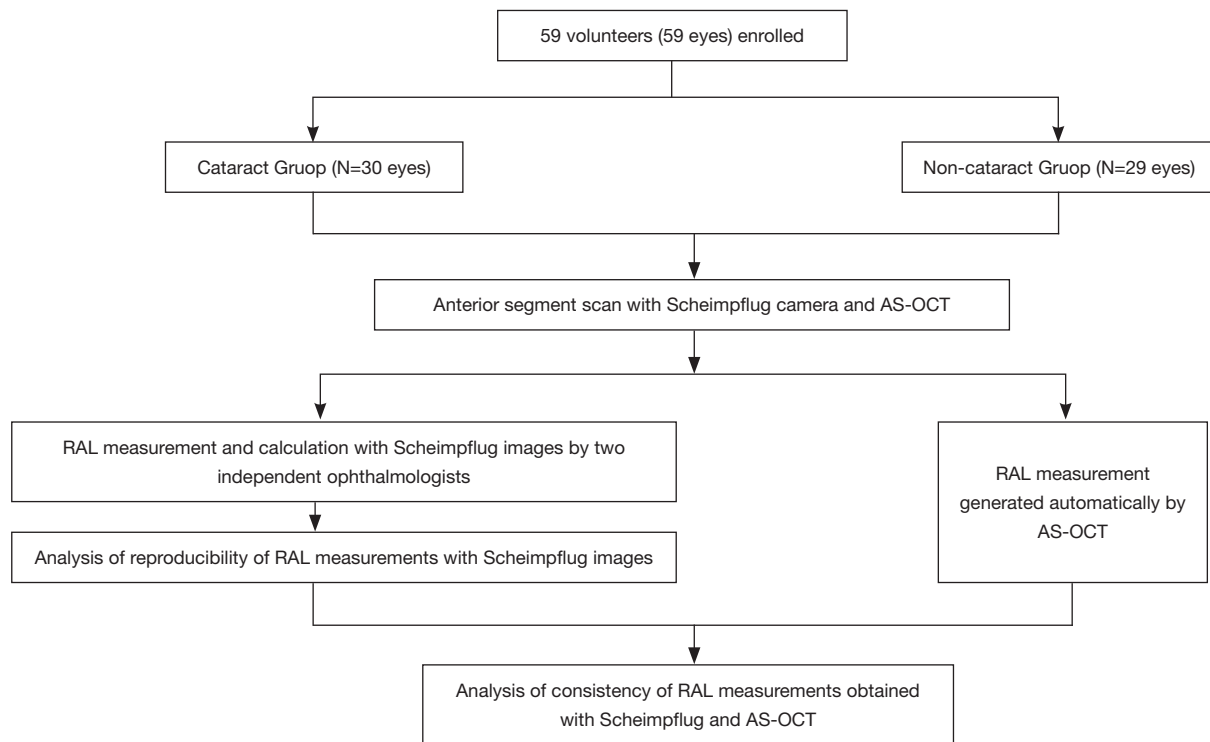 59 volunteers (59 eyes) enrolled
Cataract Gruop (N=30 eyes)
Non-cataract Gruop (N=29 eyes)
Anterior segment scan with Scheimpflug camera and AS-OCT
RAL measurement and calculation with Scheimpflug images by two
independent ophthalmologists
Analysis of reproducibility of RAL measurements with Scheimpflug images
RAL measurement
generated automatically by
AS-OCT
Analysis of consistency of RAL measurements obtained
with Scheimpflug and AS-OCT